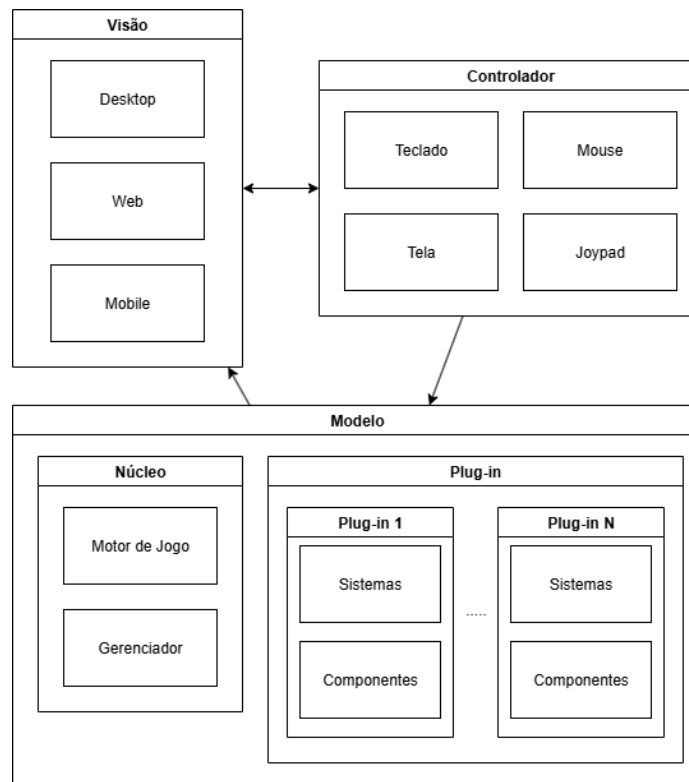 Visão
Desktop
Web
Mobile
Controlador
Teclado
Mouse
Tela
Joypad
Modelo
Núcleo
Motor de Jogo
Gerenciador
Plug-in
Plug-in 1
Sistemas
Componentes
.....
Plug-in N
Sistemas
Componentes